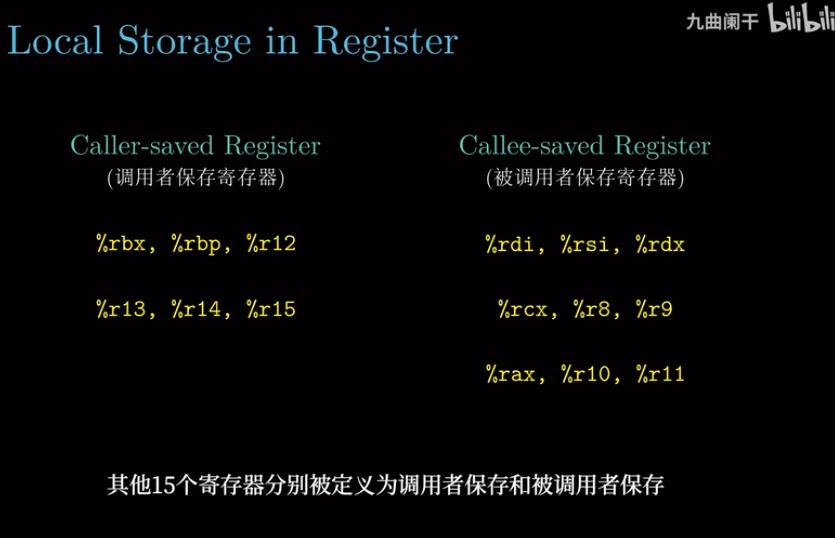 九曲阑干 bilibili
Local Storage in Register
Caller-saved Register
(调用者保存寄存器)
%rbx, %rbp, %r12
%r13, %r14, %r15
Callee-saved Register
(被调用者保存寄存器)
%rdi, %rsi, %rdx
%rcx, %r8, %r9
%rax, %r10, %r11
其他15个寄存器分别被定义为调用者保存和被调用者保存